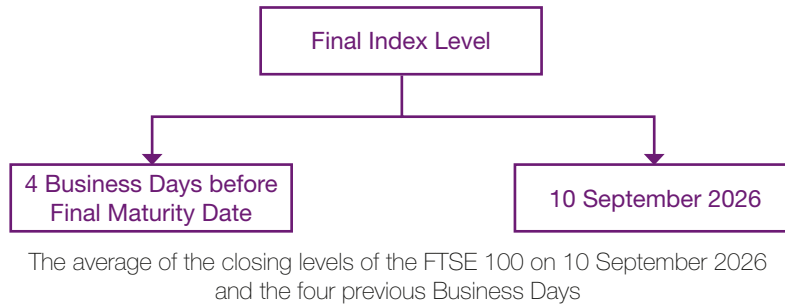 Final Index Level
4 Business Days before
Final Maturity Date
10 September 2026
The average of the closing levels of the FTSE 100 on 10 September 2026
and the four previous Business Days